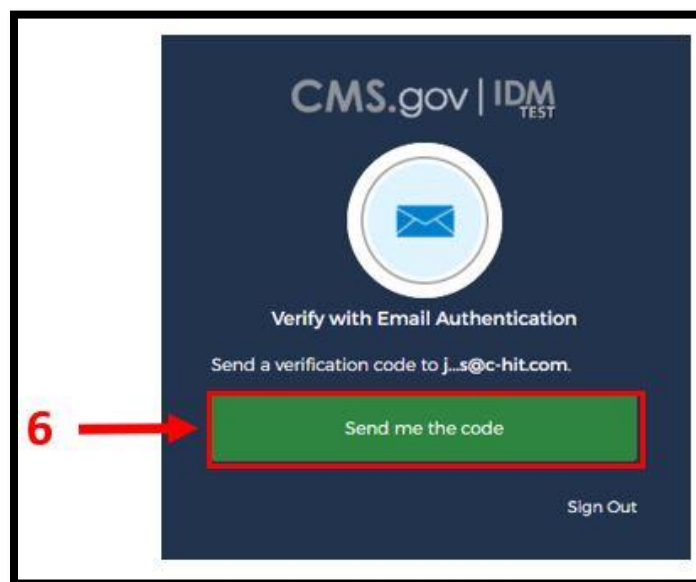 CMS.gov | IDM
TEST
Verify with Email Authentication
Send a verification code to j...s@c-hit.com.
6
Send me the code
Sign Out